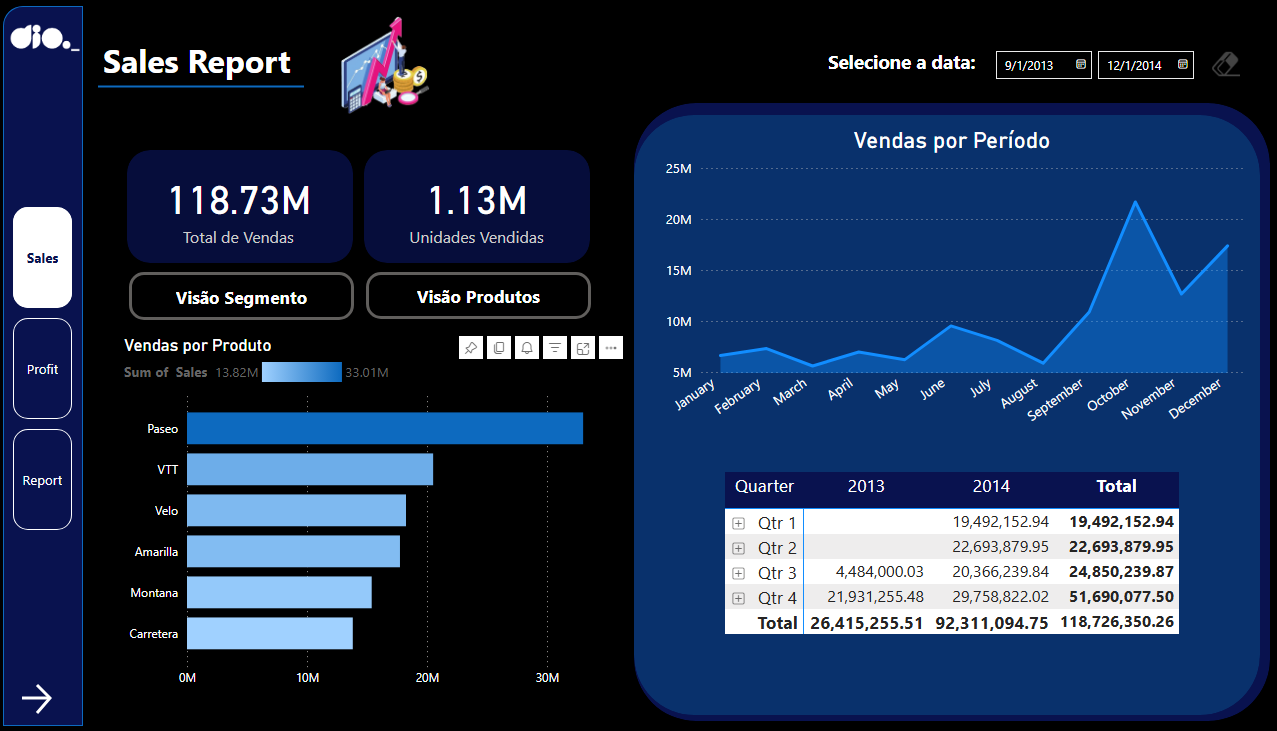 dio._
Sales Report
Selecione a data:
9/1/2013
12/1/2014
Sales
Profit
Report
118.73M
Total de Vendas
1.13M
Unidades Vendidas
Visão Segmento
Visão Produtos
Vendas por Produto
Sum of Sales 13.82M 33.01M
Paseo
VTT
Velo
Amarilla
Montana
Carretera
0M 10M 20M 30M
Vendas por Período
25M
20M
15M
10M
5M
January February March April May June July August September October November December
Quarter 2013 2014 Total
Qtr 1 19,492,152.94 19,492,152.94
Qtr 2 22,693,879.95 22,693,879.95
Qtr 3 4,484,000.03 20,366,239.84 24,850,239.87
Qtr 4 21,931,255.48 29,758,822.02 51,690,077.50
Total 26,415,255.51 92,311,094.75 118,726,350.26